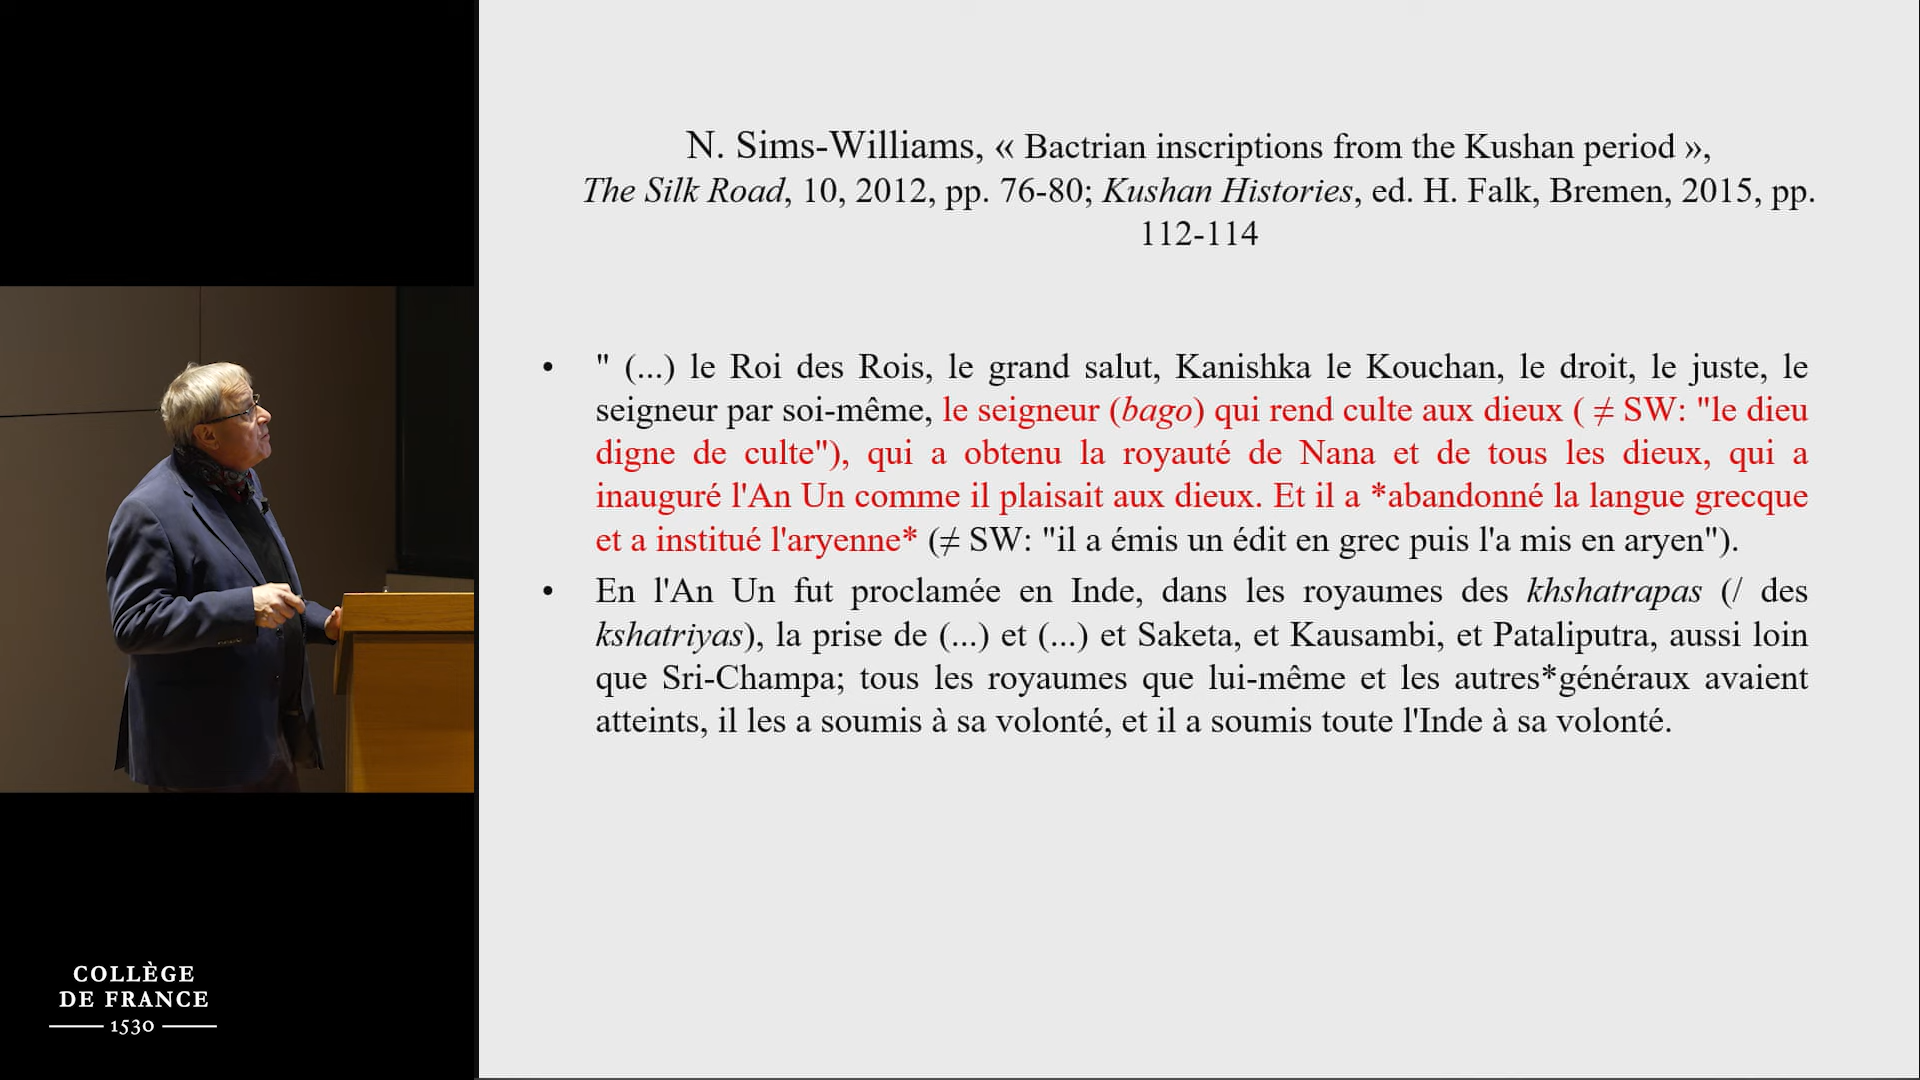 N. Sims-Williams, « Bactrian inscriptions from the Kushan period »,
The Silk Road, 10, 2012, pp. 76-80; Kushan Histories, ed. H. Falk, Bremen, 2015, pp.
112-114
• " (...) le Roi des Rois, le grand salut, Kanishka le Kouchan, le droit, le juste, le
seigneur par soi-même, le seigneur (bago) qui rend culte aux dieux ( ≠ SW: "le dieu
digne de culte"), qui a obtenu la royauté de Nana et de tous les dieux, qui a
inauguré l'An Un comme il plaisait aux dieux. Et il a *abandonné la langue grecque
et a institué l'aryenne* (≠ SW: "il a émis un édit en grec puis l'a mis en aryen").
• En l'An Un fut proclamée en Inde, dans les royaumes des khshatrapas (/ des
kshatriyas), la prise de (...) et (...) et Saketa, et Kausambi, et Pataliputra, aussi loin
que Sri-Champa; tous les royaumes que lui-même et les autres*généraux avaient
atteints, il les a soumis à sa volonté, et il a soumis toute l'Inde à sa volonté.
COLLÈGE
DE FRANCE
1530